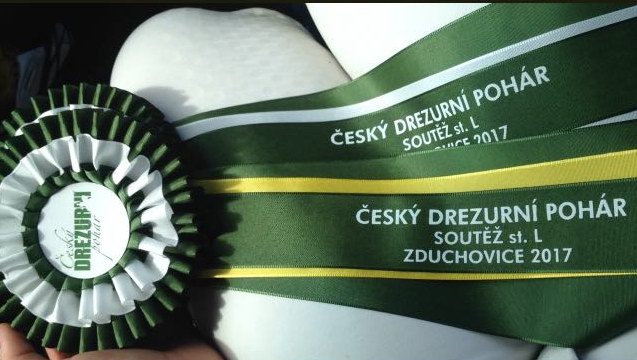 ČESKÝ DREZURNÍ POHÁR
SOUTĚŽ st. L
2017
ČESKÝ DREZURNÍ POHÁR
SOUTĚŽ st. L
ZDUCHOVICE 2017
Český
DREZURNÍ
pohár